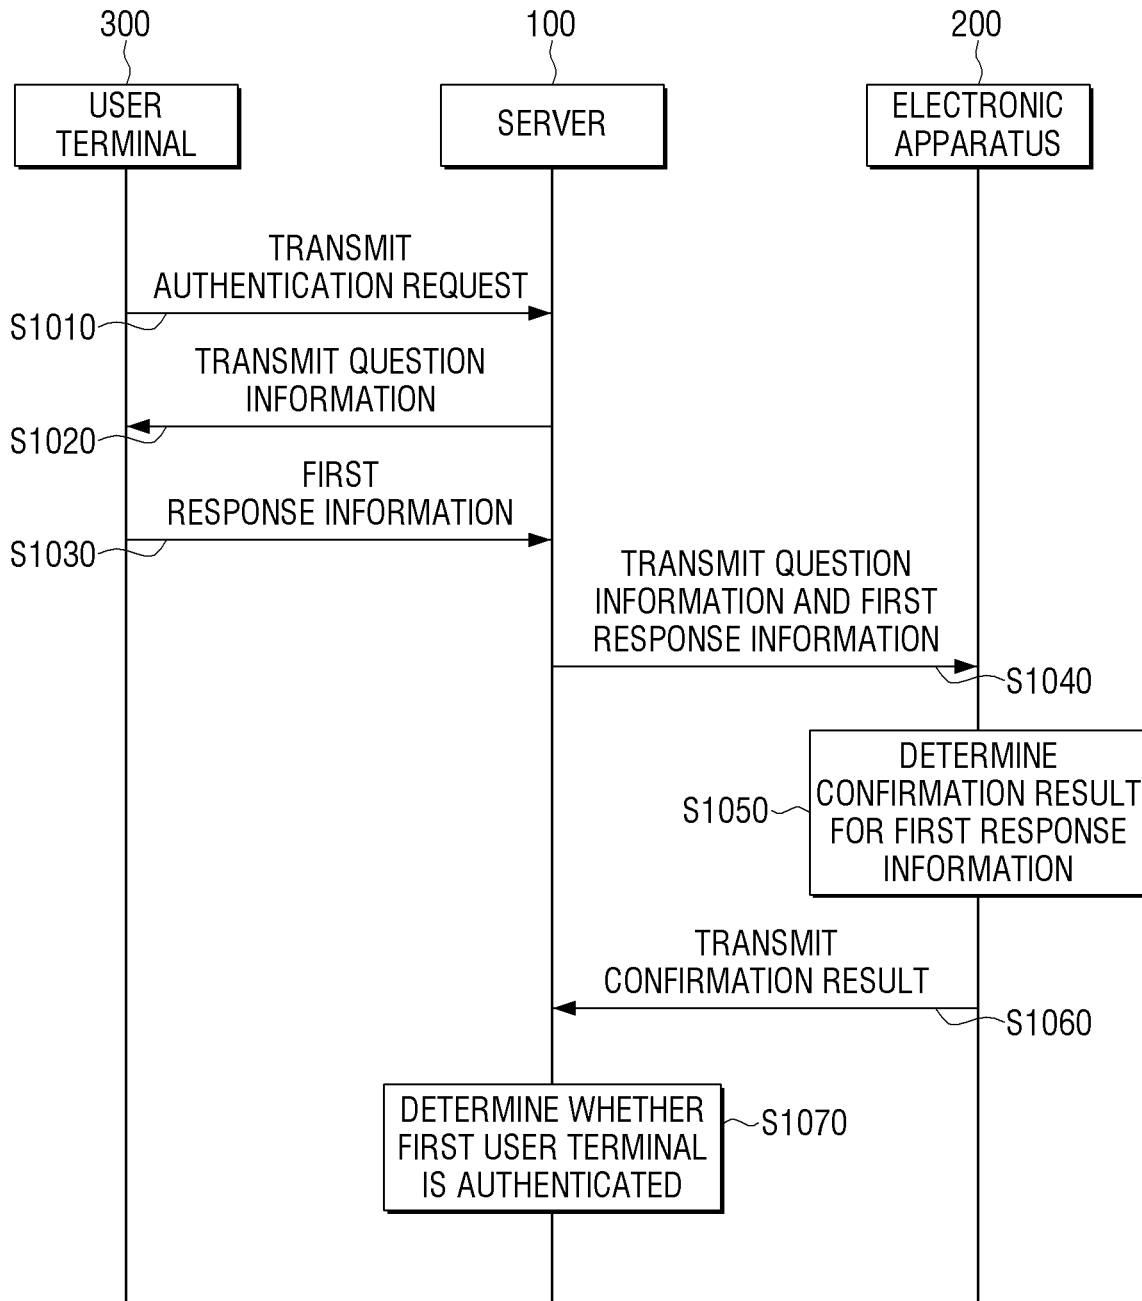 300
100
200
USER
TERMINAL
SERVER
ELECTRONIC
APPARATUS
TRANSMIT
AUTHENTICATION REQUEST
S1010
TRANSMIT QUESTION
INFORMATION
S1020
FIRST
RESPONSE INFORMATION
S1030
TRANSMIT QUESTION
INFORMATION AND FIRST
RESPONSE INFORMATION
S1040
DETERMINE
CONFIRMATION RESULT
FOR FIRST RESPONSE
INFORMATION
S1050
TRANSMIT
CONFIRMATION RESULT
S1060
DETERMINE WHETHER
FIRST USER TERMINAL
IS AUTHENTICATED
S1070